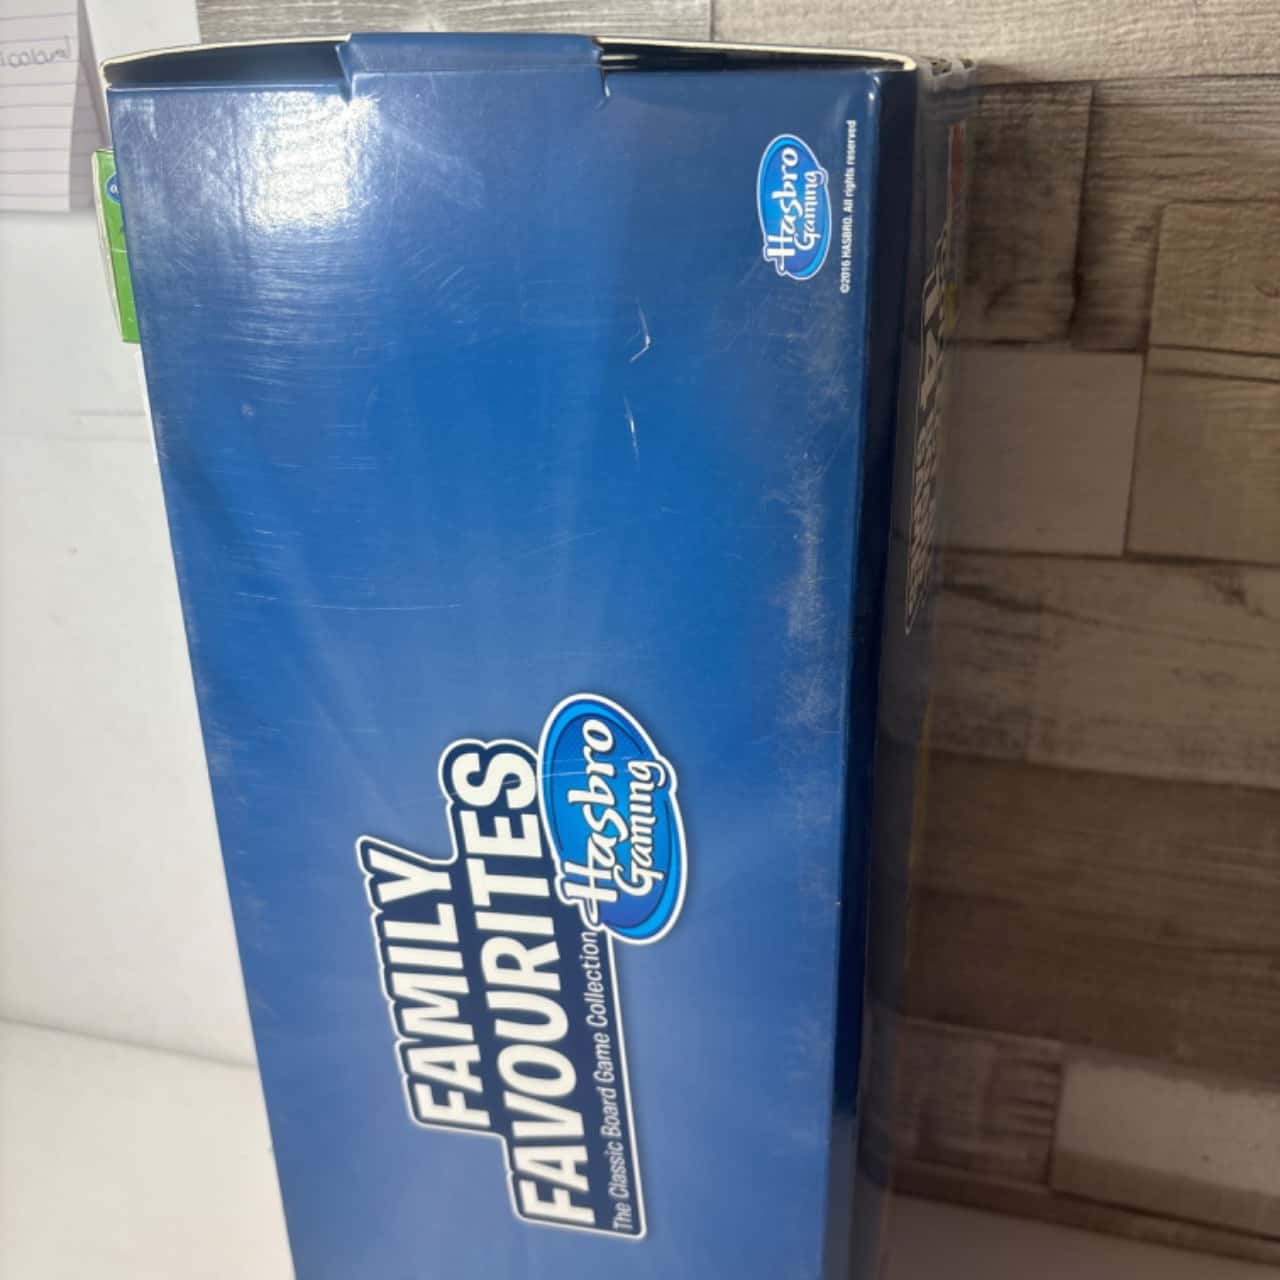 FAMILY
FAVOURITES
The Classic Board Game Collection
Hasbro
Gaming
Hasbro
Gaming
©2016 HASBRO. All rights reserved